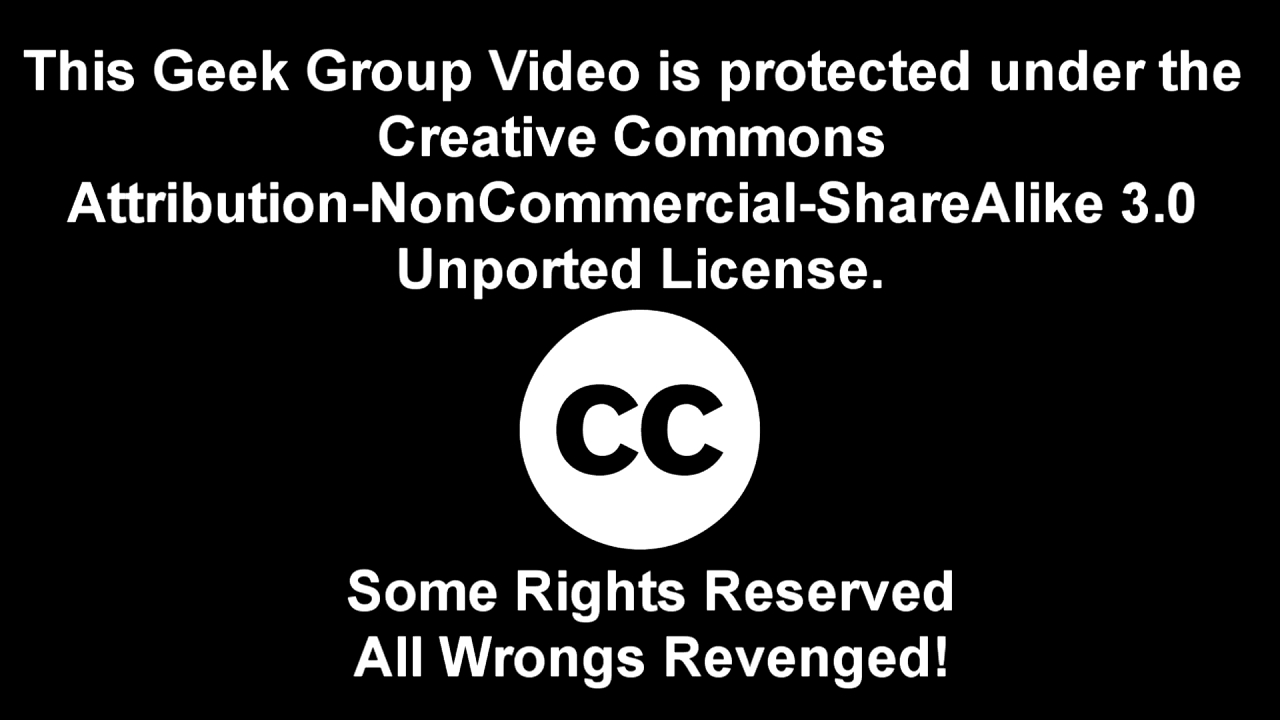 This Geek Group Video is protected under the
Creative Commons
Attribution-NonCommercial-ShareAlike 3.0
Unported License.
cc
Some Rights Reserved
All Wrongs Revenged!